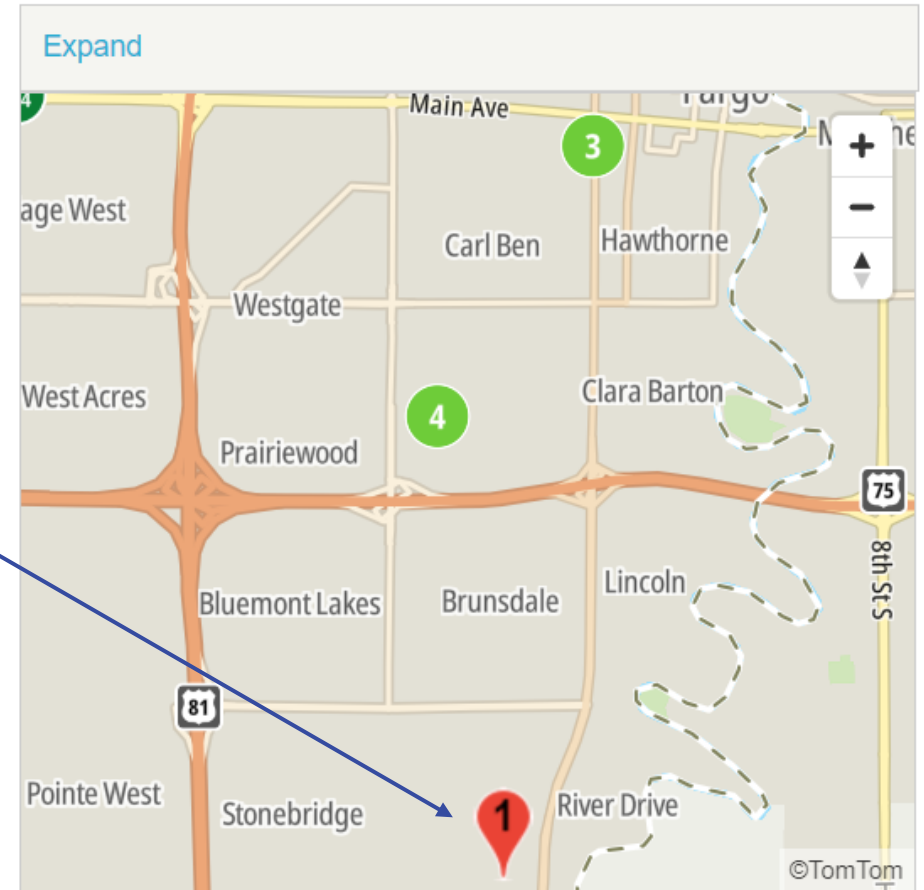 Expand
4
Main Ave
3
age West
Carl Ben
Hawthorne
Westgate
West Acres
4
Clara Barton
Prairiewood
75
8th St S
Bluemont Lakes
Brunsdale
Lincoln
81
Pointe West
Stonebridge
1
River Drive
©TomTom